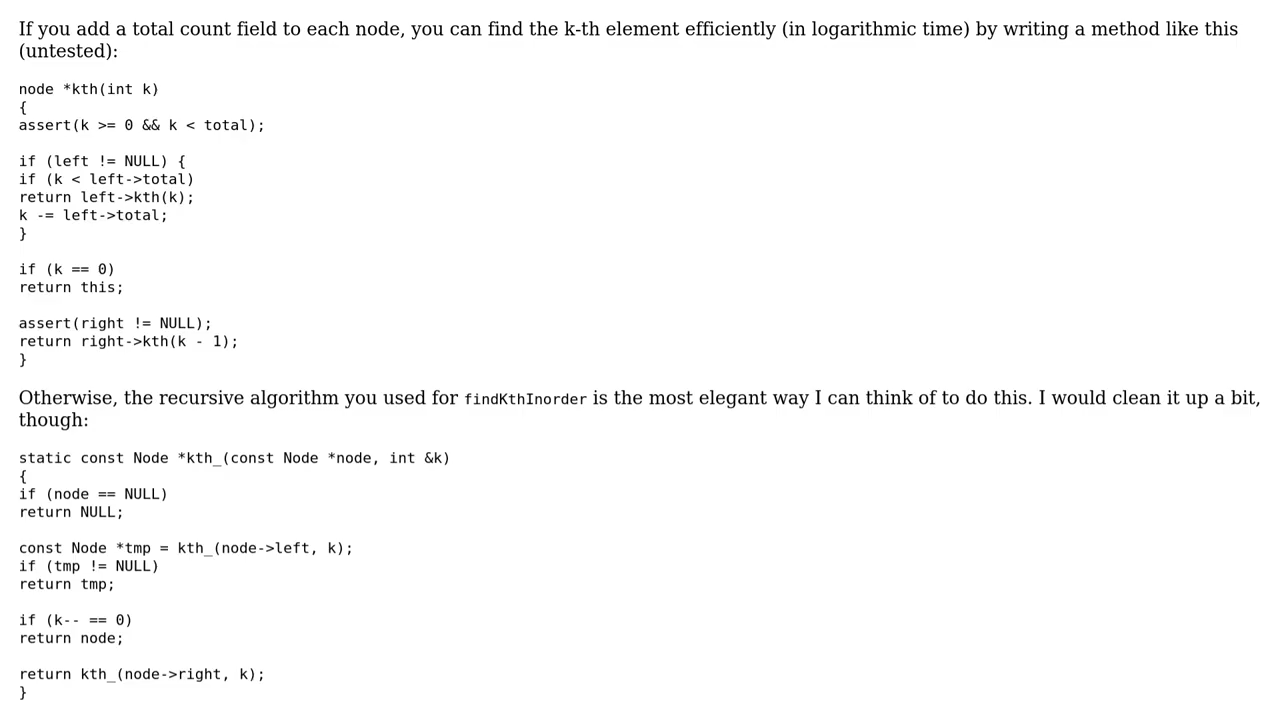 If you add a total count field to each node, you can find the k-th element efficiently (in logarithmic time) by writing a method like this
(untested):
node *kth(int k)
{
assert(k >= 0 && k < total);
if (left != NULL) {
if (k < left->total)
return left->kth(k);
k -= left->total;
}
if (k == 0)
return this;
assert(right != NULL);
return right->kth(k - 1);
}
Otherwise, the recursive algorithm you used for findKthInorder is the most elegant way I can think of to do this. I would clean it up a bit,
though:
static const Node *kth_(const Node *node, int &k)
{
if (node == NULL)
return NULL;
const Node *tmp = kth_(node->left, k);
if (tmp != NULL)
return tmp;
if (k-- == 0)
return node;
return kth_(node->right, k);
}